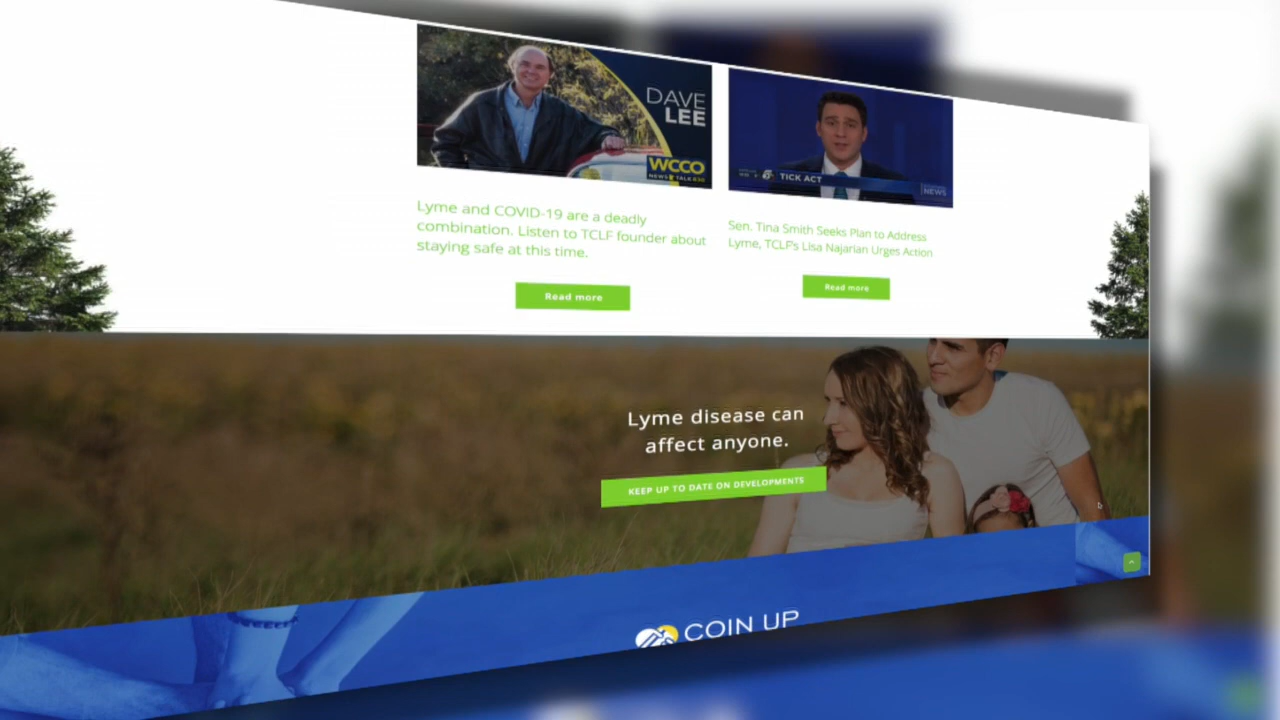 DAVE
LEE
WCCO
NEWS TALK 830
TICK ACT
NEWS
Lyme and COVID-19 are a deadly
combination. Listen to TCLF founder about
staying safe at this time.
Read more
Sen. Tina Smith Seeks Plan to Address
Lyme, TCLF's Lisa Najarian Urges Action
Read more
Lyme disease can
affect anyone.
KEEP UP TO DATE ON DEVELOPMENTS
COIN UP